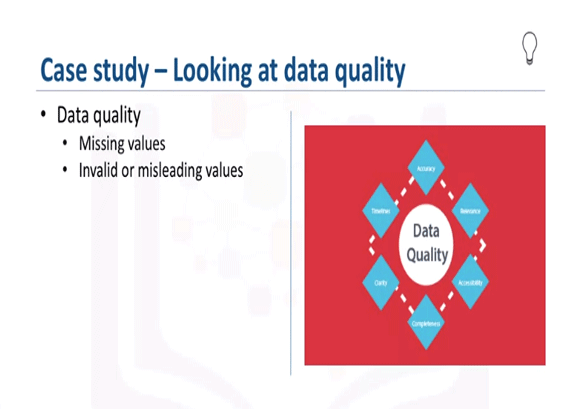 Case study – Looking at data quality
• Data quality
• Missing values
• Invalid or misleading values
Accuracy
Timelines
Relevance
Data
Quality
Clarity
Accessibility
Completeness